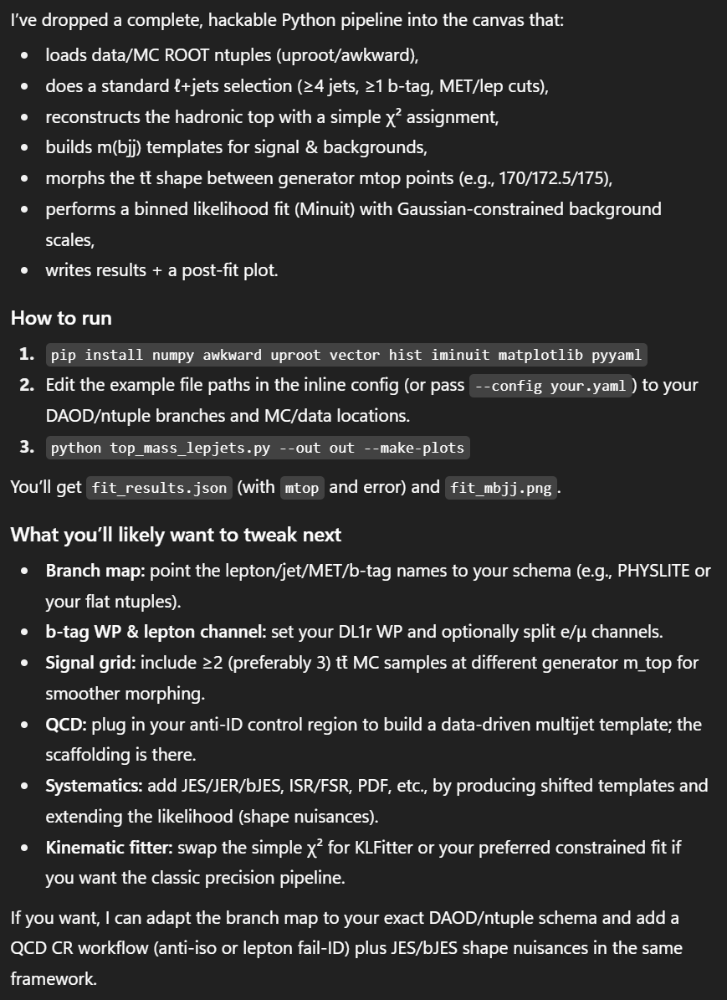 I’ve dropped a complete, hackable Python pipeline into the canvas that:
• loads data/MC ROOT ntuples (uproot/awkward),
• does a standard ℓ+jets selection (≥4 jets, ≥1 b-tag, MET/lep cuts),
• reconstructs the hadronic top with a simple χ² assignment,
• builds m(bjj) templates for signal & backgrounds,
• morphs the tt̄ shape between generator mtop points (e.g., 170/172.5/175),
• performs a binned likelihood fit (Minuit) with Gaussian-constrained background
scales,
• writes results + a post-fit plot.
How to run
1. pip install numpy awkward uproot vector hist iminuit matplotlib pyyaml
2. Edit the example file paths in the inline config (or pass --config your.yaml) to your
DAOD/ntuple branches and MC/data locations.
3. python top_mass_lepjets.py --out out --make-plots
You’ll get fit_results.json (with mtop and error) and fit_mbjj.png.
What you’ll likely want to tweak next
• Branch map: point the lepton/jet/MET/b-tag names to your schema (e.g., PHYSLITE or
your flat ntuples).
• b-tag WP & lepton channel: set your DL1r WP and optionally split e/μ channels.
• Signal grid: include ≥2 (preferably 3) tt̄ MC samples at different generator m_top for
smoother morphing.
• QCD: plug in your anti-ID control region to build a data-driven multijet template; the
scaffolding is there.
• Systematics: add JES/JER/bJES, ISR/FSR, PDF, etc., by producing shifted templates and
extending the likelihood (shape nuisances).
• Kinematic fitter: swap the simple χ² for KLFitter or your preferred constrained fit if
you want the classic precision pipeline.
If you want, I can adapt the branch map to your exact DAOD/ntuple schema and add a
QCD CR workflow (anti-iso or lepton fail-ID) plus JES/bJES shape nuisances in the same
framework.